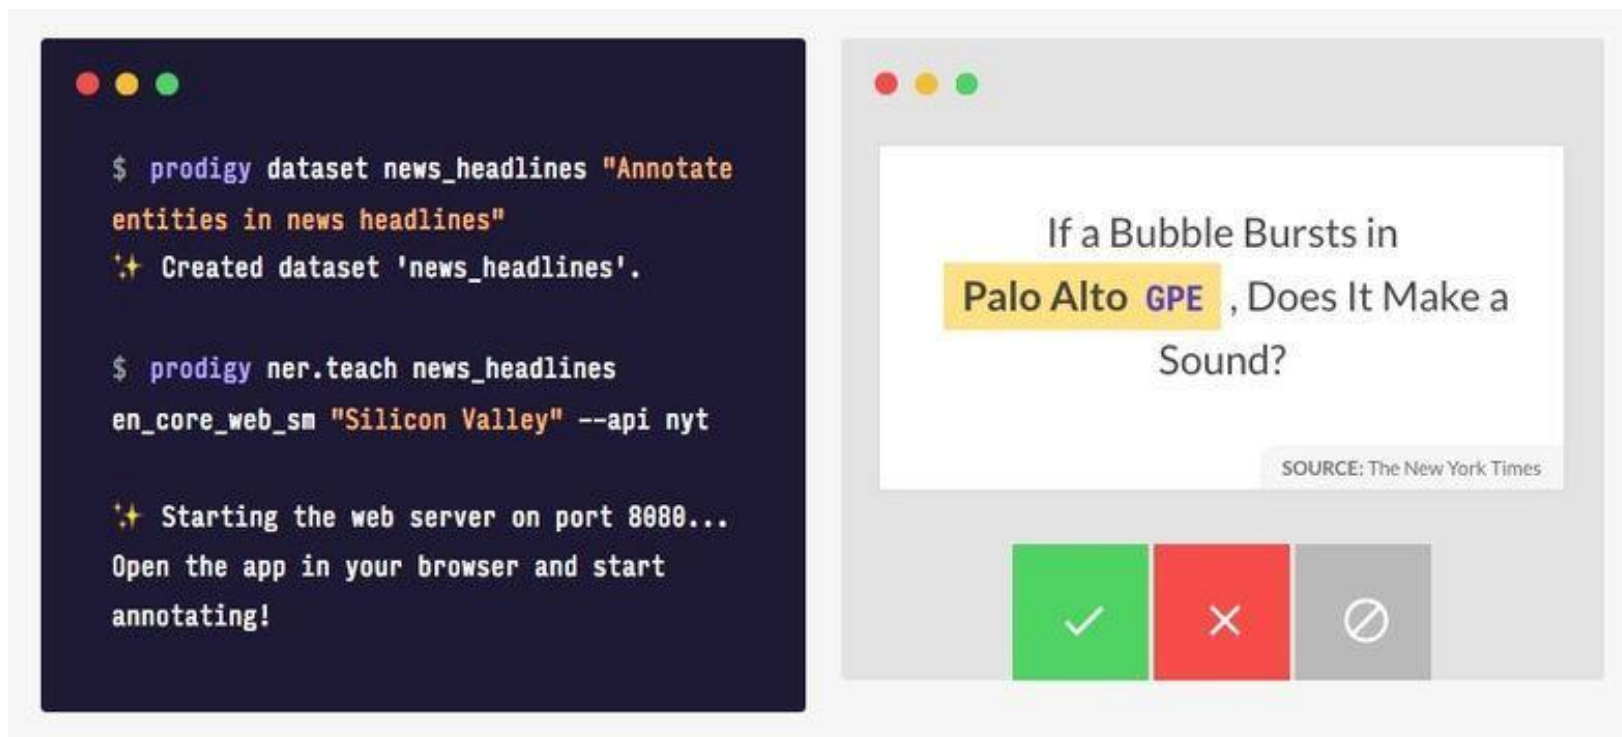 $ prodigy dataset news_headlines "Annotate
entities in news headlines"
✨ Created dataset 'news_headlines'.
$ prodigy ner.teach news_headlines
en_core_web_sm "Silicon Valley" --api nyt
✨ Starting the web server on port 8080...
Open the app in your browser and start
annotating!
If a Bubble Bursts in
Palo Alto GPE , Does It Make a
Sound?
SOURCE: The New York Times